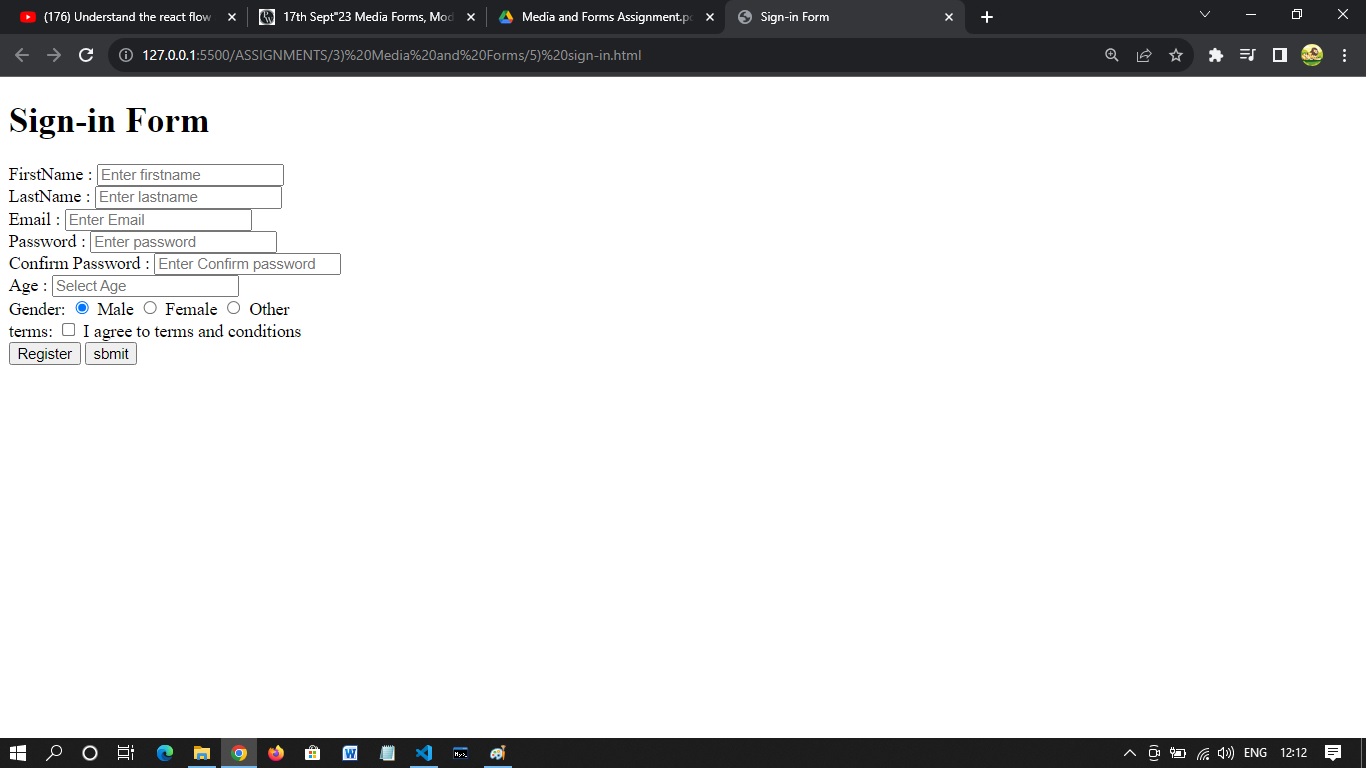 (176) Understand the react flow
17th Sept"23 Media Forms, Mod
Media and Forms Assignment.pd
Sign-in Form
127.0.0.1:5500/ASSIGNMENTS/3)%20Media%20and%20Forms/5)%20sign-in.html
Sign-in Form
FirstName : Enter firstname
LastName : Enter lastname
Email : Enter Email
Password : Enter password
Confirm Password : Enter Confirm password
Age : Select Age
Gender: Male Female Other
terms: I agree to terms and conditions
Register sbmit
ENG 12:12